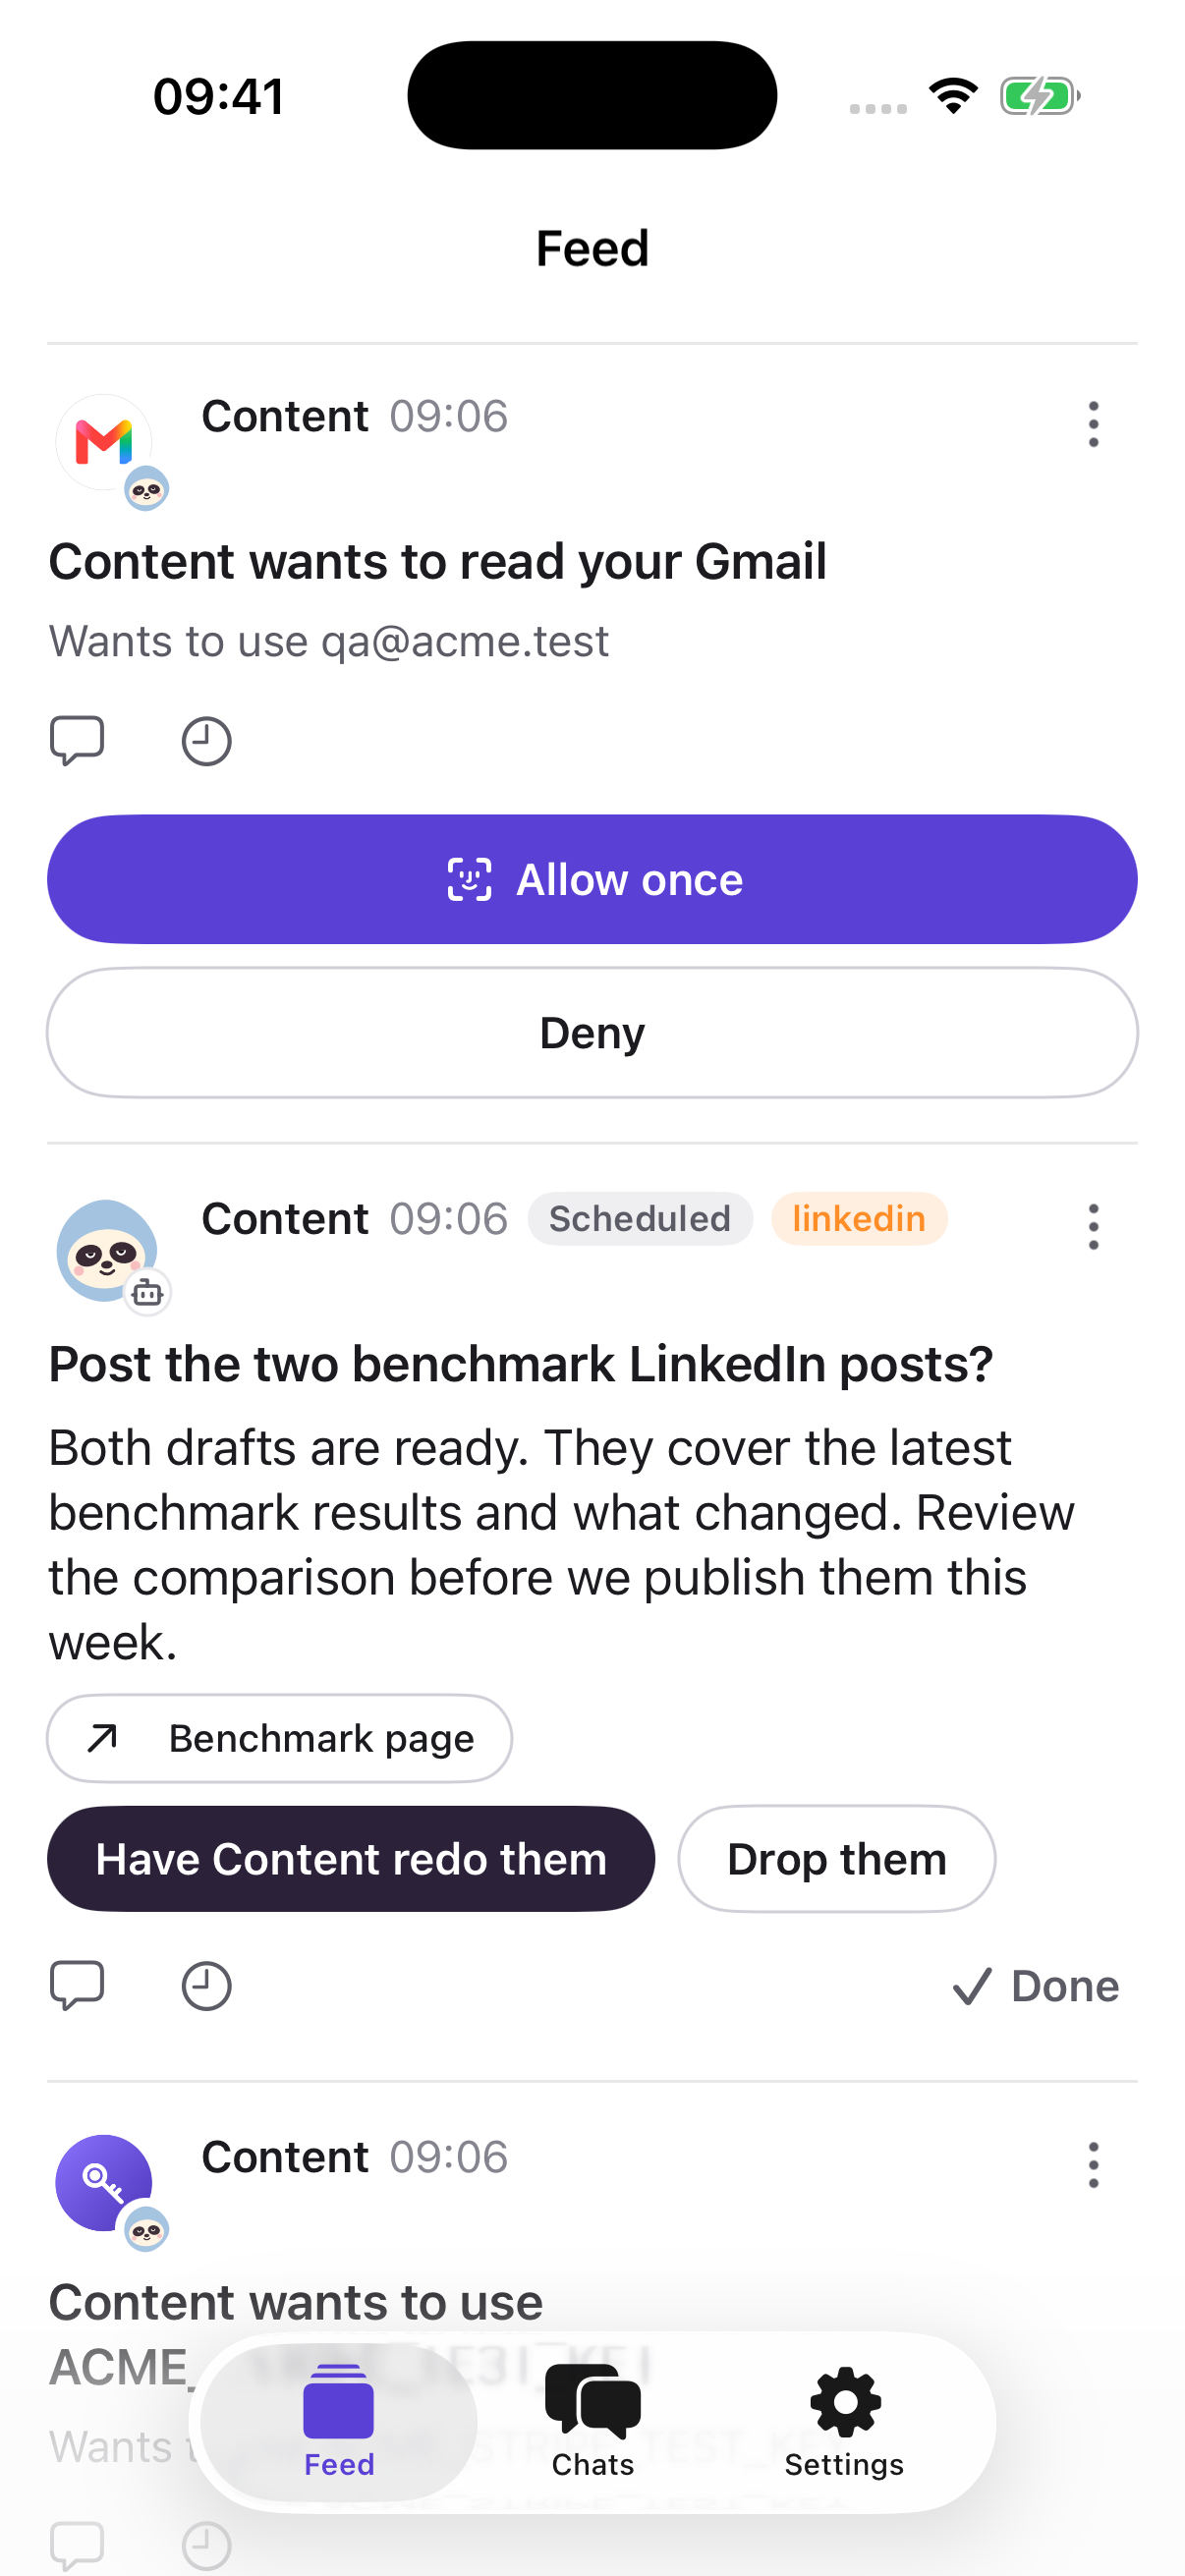 09:41
Feed
Content 09:06
Content wants to read your Gmail
Wants to use qa@acme.test
Allow once
Deny
Content 09:06 Scheduled linkedin
Post the two benchmark LinkedIn posts?
Both drafts are ready. They cover the latest
benchmark results and what changed. Review
the comparison before we publish them this
week.
Benchmark page
Have Content redo them
Drop them
Done
Content 09:06
Content wants to use
ACME_
Wants
Feed
Chats
Settings